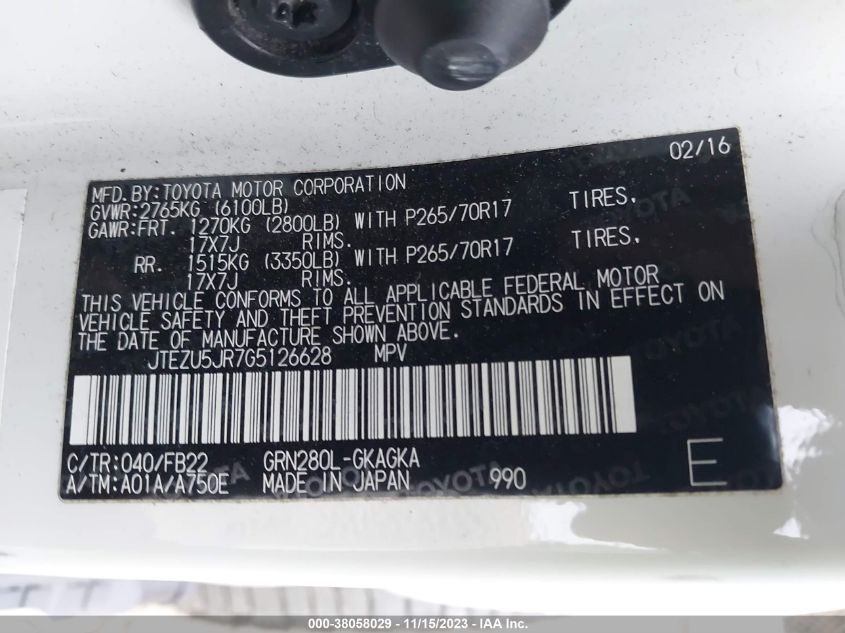 02/16
MFD.BY:TOYOTA MOTOR CORPORATION
GVWR:2765KG (6100LB)
GAWR:FRT. 1270KG (2800LB) WITH P265/70R17 TIRES,
17X7J RIMS.
RR. 1515KG (3350LB) WITH P265/70R17 TIRES,
17X7J RIMS.
THIS VEHICLE CONFORMS TO ALL APPLICABLE FEDERAL MOTOR
VEHICLE SAFETY AND THEFT PREVENTION STANDARDS IN EFFECT ON
THE DATE OF MANUFACTURE SHOWN ABOVE.
JTEZU5JR7G5126628 MPV
C/TR:040/FB22 GRN280L-GKAGKA
A/TM:A01A/A750E MADE IN JAPAN 990 E
000-38058029 - 11/15/2023 - IAA Inc.